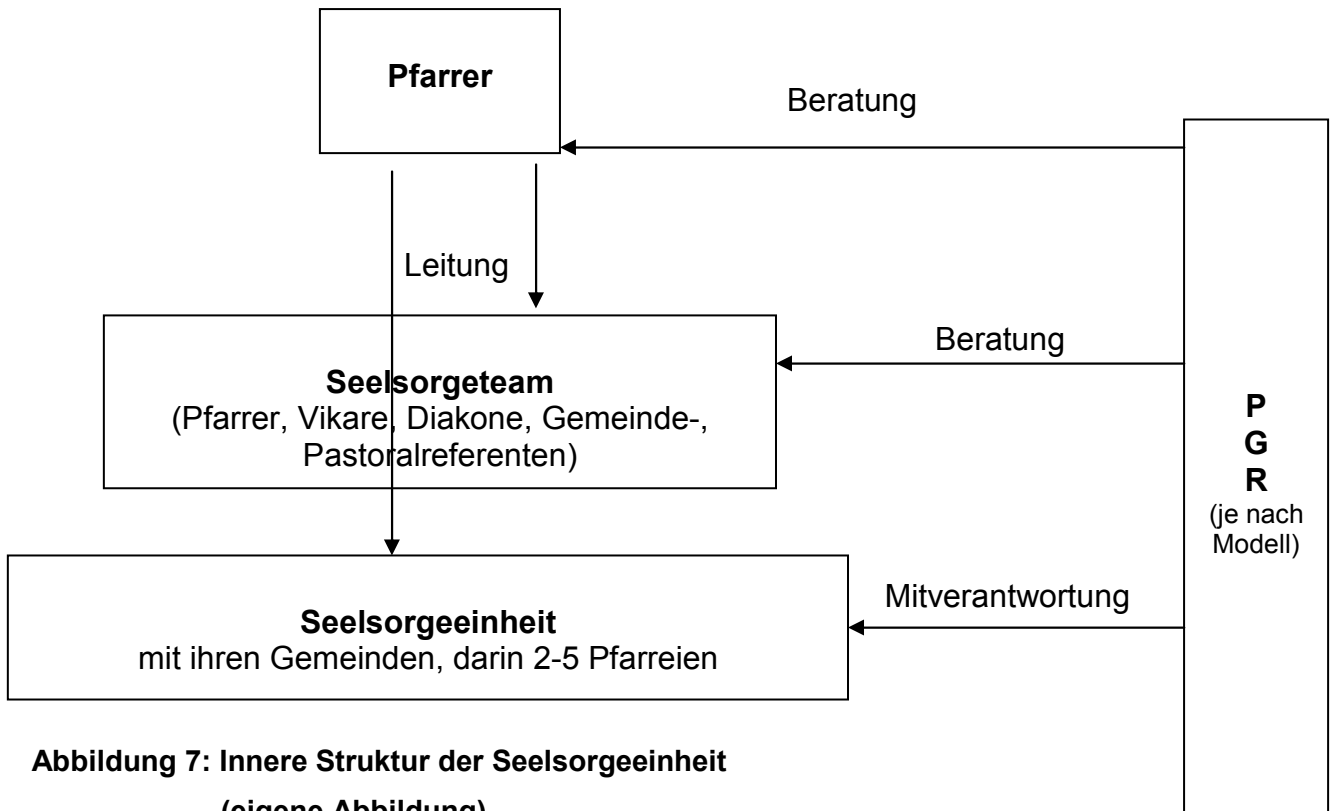 Pfarrer
Beratung
Leitung
Beratung
Seelsorgeteam
(Pfarrer, Vikare, Diakone, Gemeinde-,
Pastoralreferenten)
P
G
R
(je nach
Modell)
Mitverantwortung
Seelsorgeeinheit
mit ihren Gemeinden, darin 2-5 Pfarreien
Abbildung 7: Innere Struktur der Seelsorgeeinheit
(eigene Abbildung)